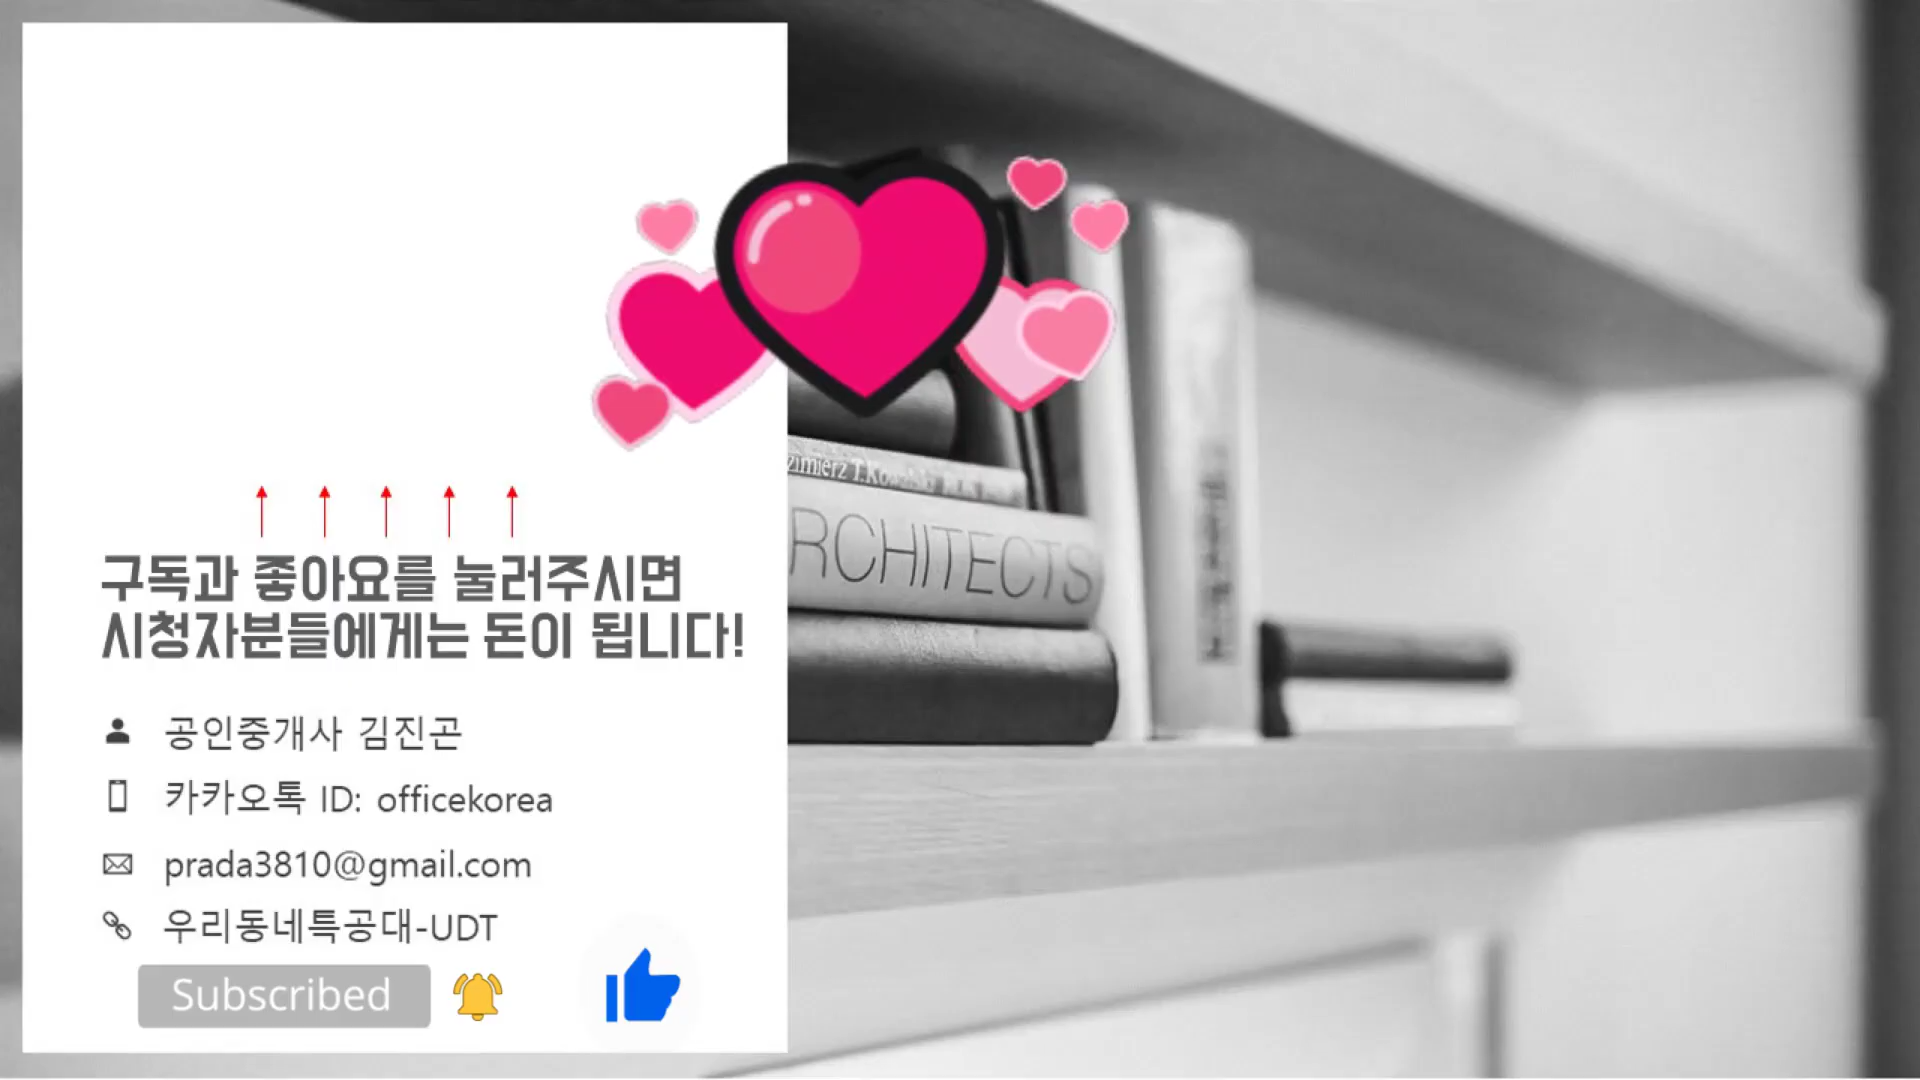 구독과 좋아요를 눌러주시면
시청자분들에게는 돈이 됩니다!
공인중개사 김진곤
카카오톡 ID: officekorea
prada3810@gmail.com
우리동네특공대-UDT
Subscribed
zimierz T.
RCHITECTS